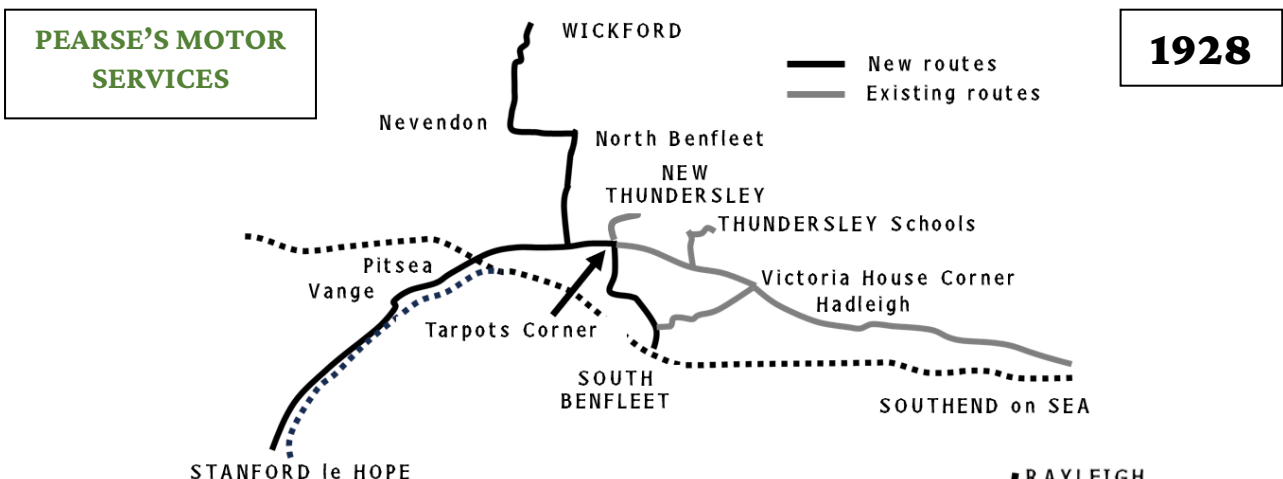 PEARSE’S MOTOR
SERVICES
WICKFORD
1928
New routes
Existing routes
Nevendon
North Benfleet
NEW
THUNDERSLEY
THUNDERSLEY Schools
Pitsea
Victoria House Corner
Vange
Hadleigh
Tarpots Corner
SOUTH
BENFLEET
SOUTHEND on SEA
STANFORD le HOPE
RAYLEIGH